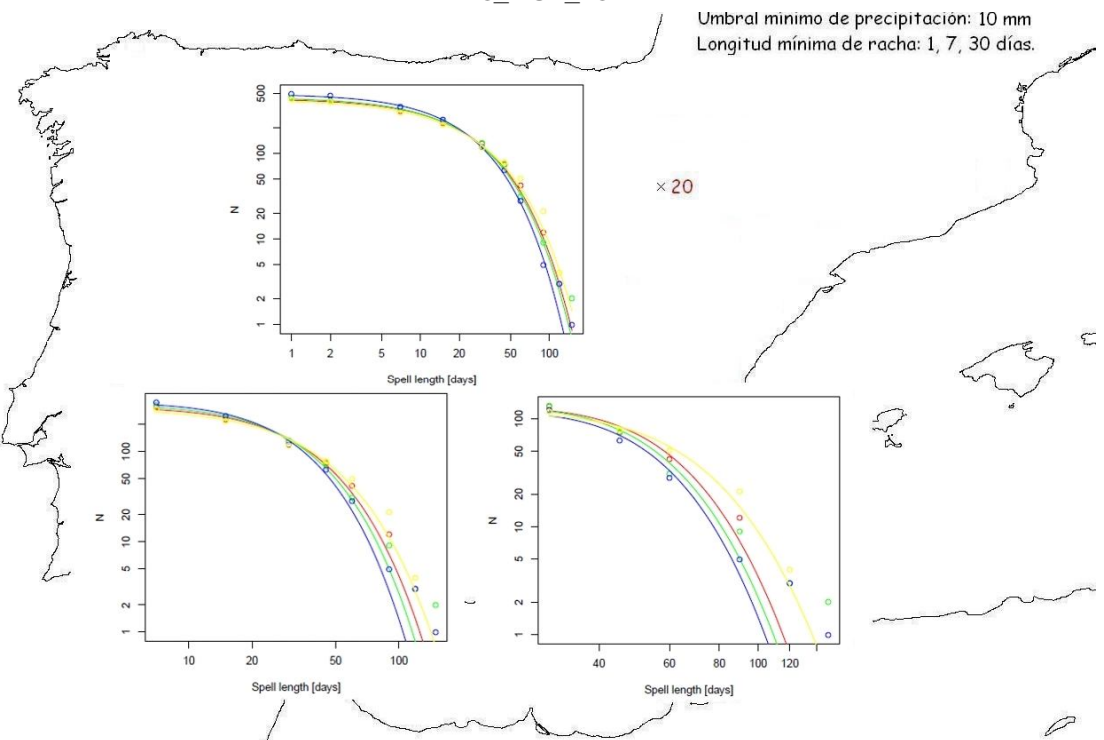 Umbral mínimo de precipitación: 10 mm
Longitud mínima de racha: 1, 7, 30 días.
× 20
500
100
50
20
10
5
2
1
N
1 2 5 10 20 50 100
Spell length [days]
100
50
20
10
5
2
1
N
10 20 50 100
Spell length [days]
100
50
20
10
5
2
1
N
40 60 80 100 120
Spell length [days]